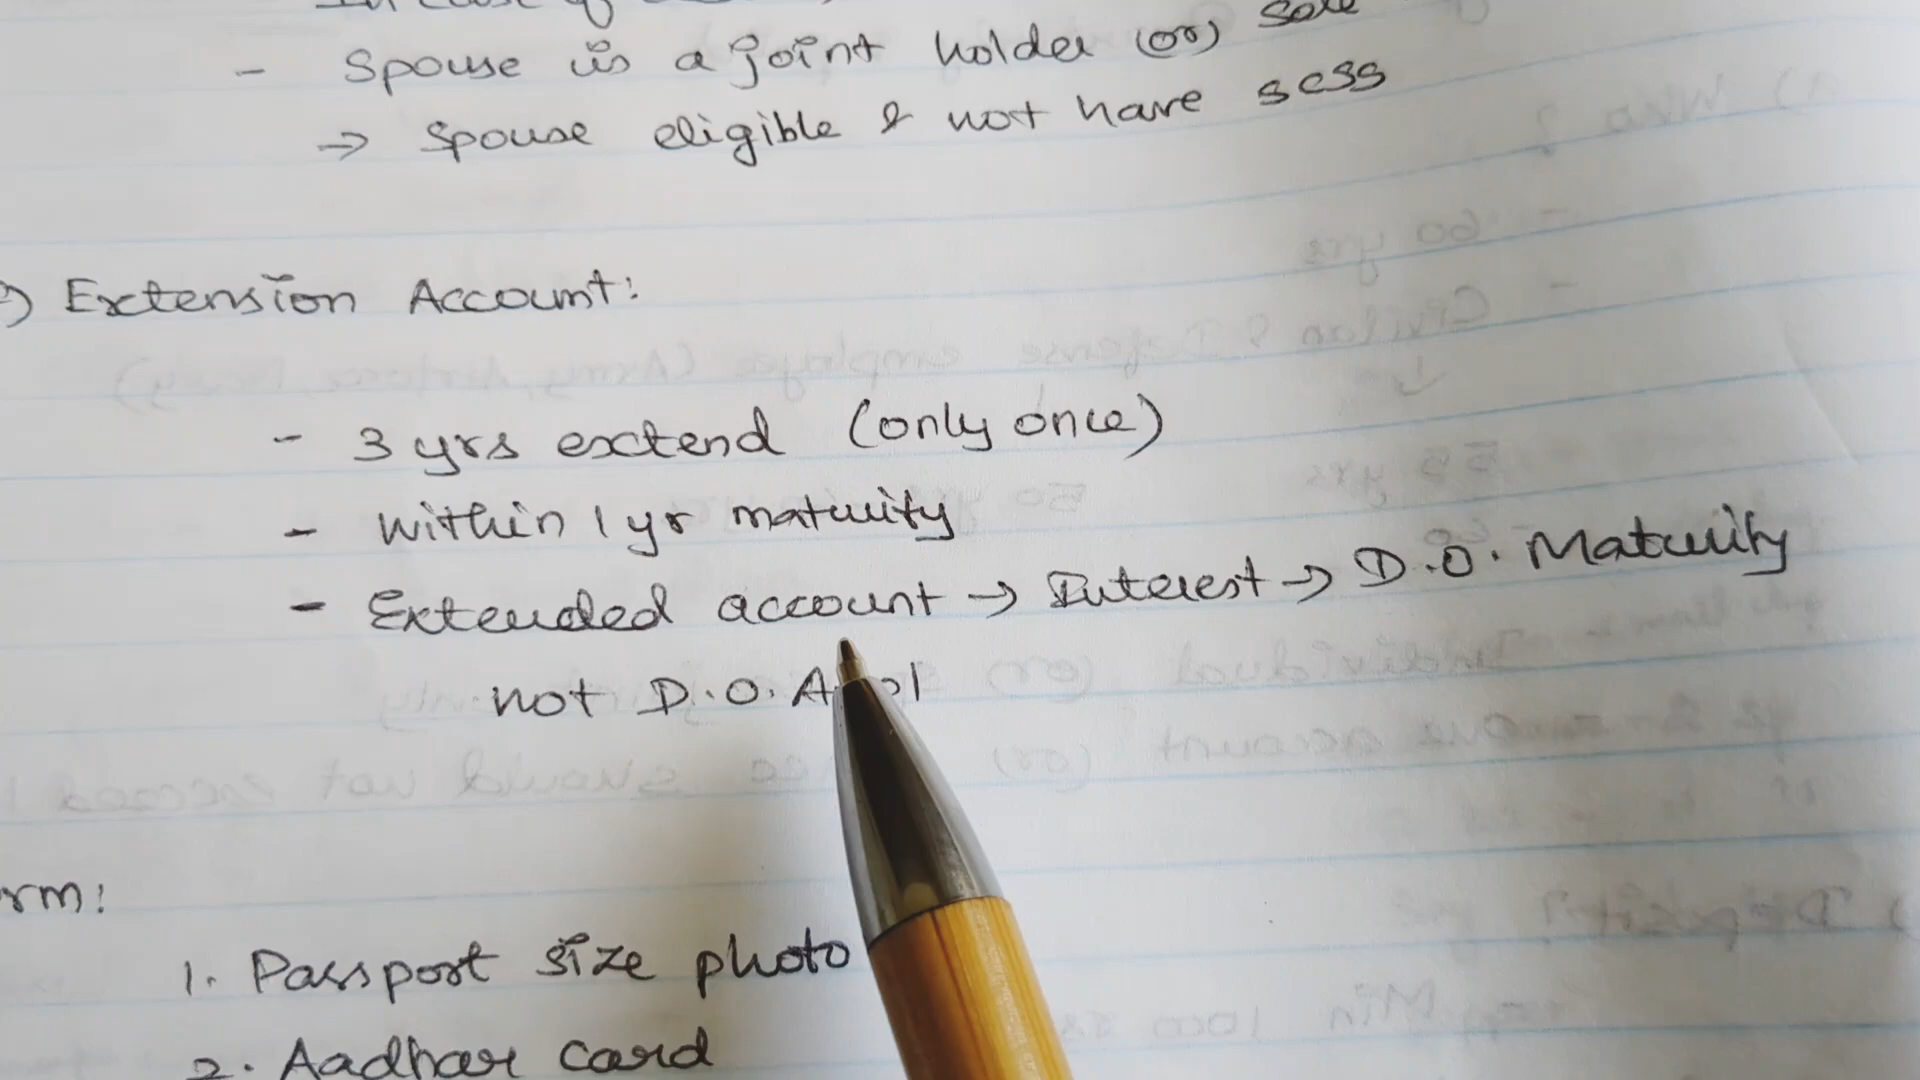 - Spouse is a joint holder (or) Sole
→ Spouse eligible & not have SCSS
Extension Account:
- 3 yrs extend (only once)
- within 1 yr maturity
- Extended account → Interest → D.O. Maturity
not D.O.
1. Passport size photo
2. Aadhar card